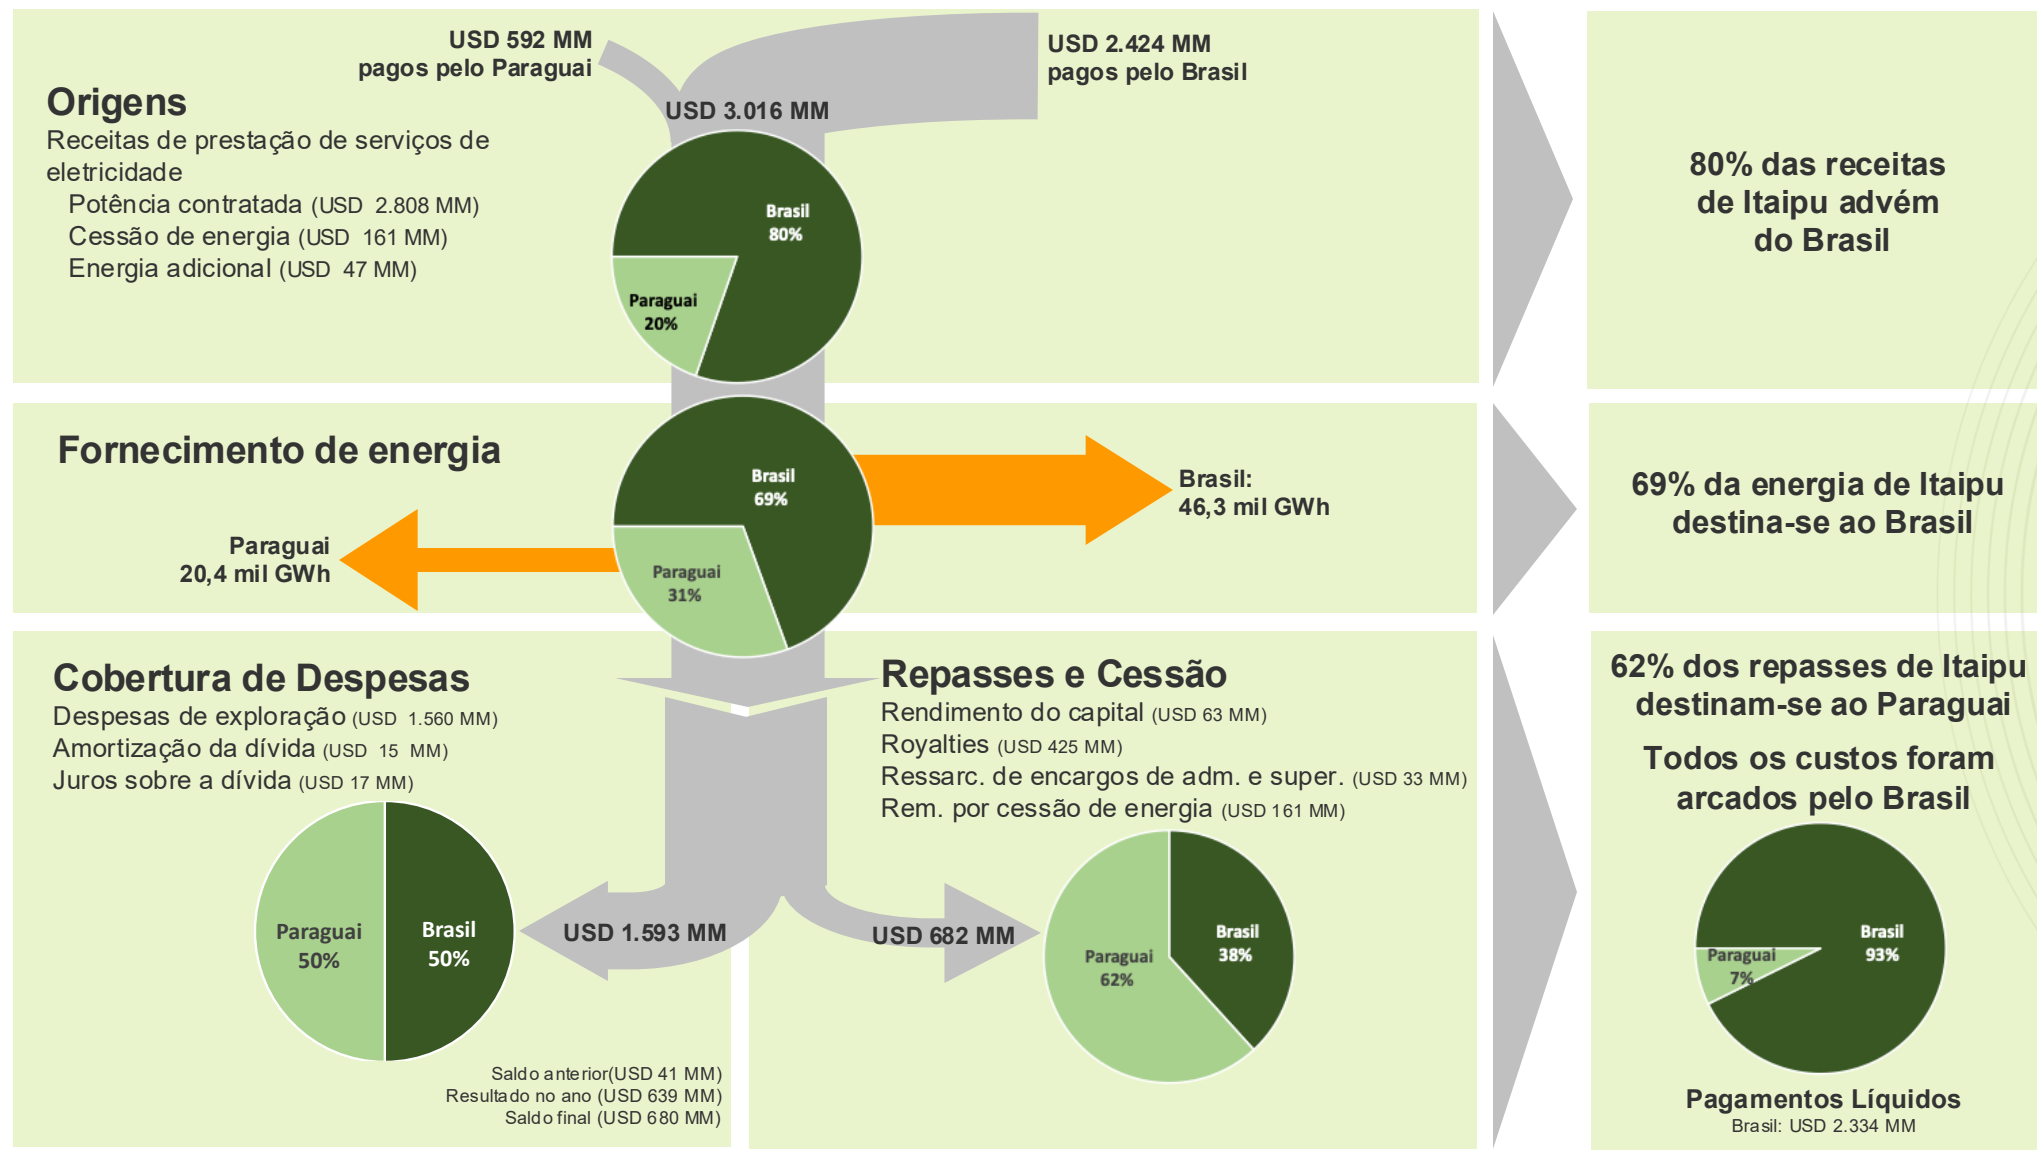 USD 592 MM
pagos pelo Paraguai
USD 2.424 MM
pagos pelo Brasil
USD 3.016 MM
Origens
Receitas de prestação de serviços de
eletricidade
Potência contratada (USD 2.808 MM)
Cessão de energia (USD 161 MM)
Energia adicional (USD 47 MM)
Brasil
80%
Paraguai
20%
80% das receitas
de Itaipu advém
do Brasil
Fornecimento de energia
Brasil
69%
Paraguai
31%
Brasil:
46,3 mil GWh
Paraguai
20,4 mil GWh
69% da energia de Itaipu
destina-se ao Brasil
Cobertura de Despesas
Despesas de exploração (USD 1.560 MM)
Amortização da dívida (USD 15 MM)
Juros sobre a dívida (USD 17 MM)
Paraguai
50%
Brasil
50%
USD 1.593 MM
Saldo anterior(USD 41 MM)
Resultado no ano (USD 639 MM)
Saldo final (USD 680 MM)
Repasses e Cessão
Rendimento do capital (USD 63 MM)
Royalties (USD 425 MM)
Ressarc. de encargos de adm. e super. (USD 33 MM)
Rem. por cessão de energia (USD 161 MM)
USD 682 MM
Paraguai
62%
Brasil
38%
62% dos repasses de Itaipu
destinam-se ao Paraguai
Todos os custos foram
arcados pelo Brasil
Brasil
93%
Paraguai
7%
Pagamentos Líquidos
Brasil: USD 2.334 MM